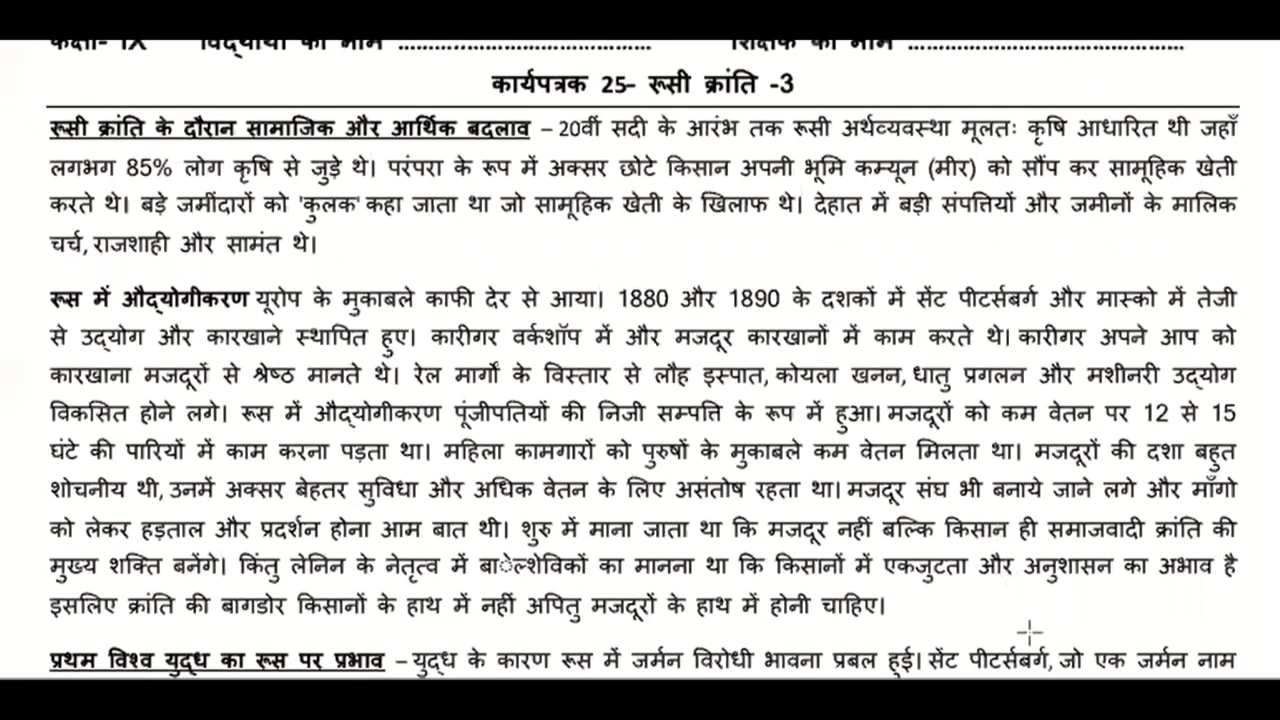 कक्षा- IX विद्यार्थी का नाम ........................................... शिक्षक का नाम ...............................................
कार्यपत्रक 25- रूसी क्रांति -3
रूसी क्रांति के दौरान सामाजिक और आर्थिक बदलाव – 20वीं सदी के आरंभ तक रूसी अर्थव्यवस्था मूलतः कृषि आधारित थी जहाँ
लगभग 85% लोग कृषि से जुड़े थे। परंपरा के रूप में अक्सर छोटे किसान अपनी भूमि कम्यून (मीर) को सौंप कर सामूहिक खेती
करते थे। बड़े जमींदारों को 'कुलक' कहा जाता था जो सामूहिक खेती के खिलाफ थे। देहात में बड़ी संपत्तियों और जमीनों के मालिक
चर्च, राजशाही और सामंत थे।
रूस में औद्योगीकरण यूरोप के मुकाबले काफी देर से आया। 1880 और 1890 के दशकों में सेंट पीटर्सबर्ग और मास्को में तेजी
से उद्योग और कारखाने स्थापित हुए। कारीगर वर्कशॉप में और मजदूर कारखानों में काम करते थे। कारीगर अपने आप को
कारखाना मजदूरों से श्रेष्ठ मानते थे। रेल मार्गों के विस्तार से लौह इस्पात, कोयला खनन, धातु प्रगलन और मशीनरी उद्योग
विकसित होने लगे। रूस में औद्योगीकरण पूंजीपतियों की निजी सम्पत्ति के रूप में हुआ। मजदूरों को कम वेतन पर 12 से 15
घंटे की पारियों में काम करना पड़ता था। महिला कामगारों को पुरुषों के मुकाबले कम वेतन मिलता था। मजदूरों की दशा बहुत
शोचनीय थी, उनमें अक्सर बेहतर सुविधा और अधिक वेतन के लिए असंतोष रहता था। मजदूर संघ भी बनाये जाने लगे और माँगो
को लेकर हड़ताल और प्रदर्शन होना आम बात थी। शुरु में माना जाता था कि मजदूर नहीं बल्कि किसान ही समाजवादी क्रांति की
मुख्य शक्ति बनेंगे। किंतु लेनिन के नेतृत्व में बाेल्शेविकों का मानना था कि किसानों में एकजुटता और अनुशासन का अभाव है
इसलिए क्रांति की बागडोर किसानों के हाथ में नहीं अपितु मजदूरों के हाथ में होनी चाहिए।
प्रथम विश्व युद्ध का रूस पर प्रभाव – युद्ध के कारण रूस में जर्मन विरोधी भावना प्रबल हुई। सेंट पीटर्सबर्ग, जो एक जर्मन नाम